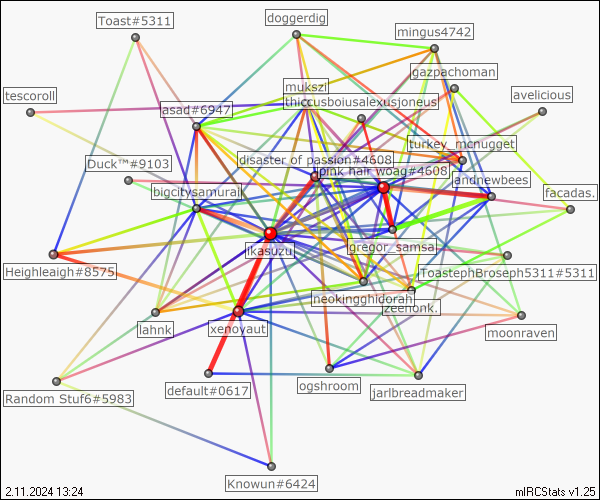 doggerdig
Toast#5311
mingus4742
gazpachoman
mukszi
tescoroll
thiccusboiusalexusjoneus
avelicious
asad#6947
turkey_mcnugget
Duck™#9103
disaster of passion#4608
pink hair woag#4608
andrewbees
bigcitysamurai
facadas.
gregor_samsa
ikasuzu
Heighleaigh#8575
ToastephBroseph5311#5311
neokingghidorah
zeenonk.
lahnk
xenoyaut
moonraven
default#0617
ogshroom
jarlbreadmaker
Random Stuf6#5983
Knowun#6424
2.11.2024 13:24
mIRCStats v1.25